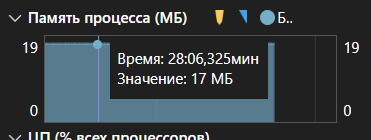 Память процесса (МБ) Б..
19 19
Время: 28:06,325мин
Значение: 17 МБ
0 0
ЦП (% всех процессоров)